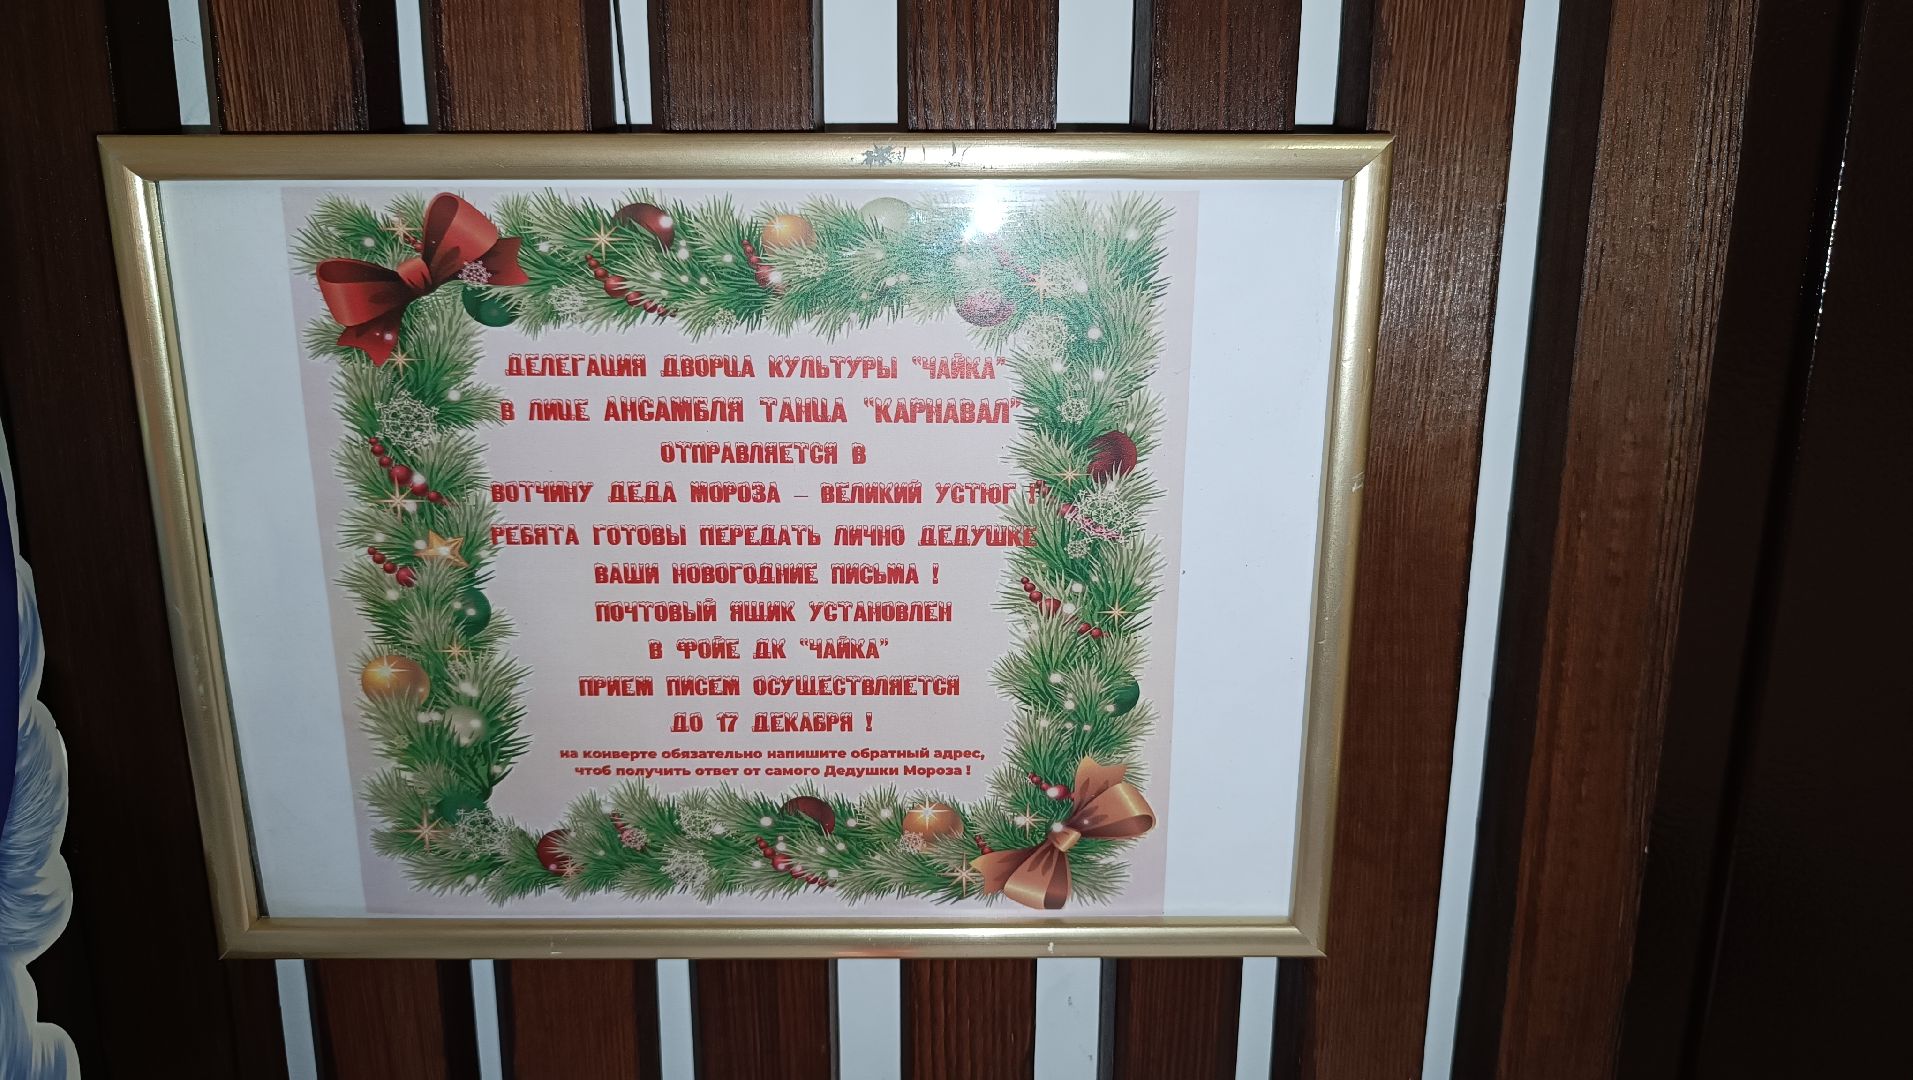 ДЕЛЕГАЦИЯ ДВОРЦА КУЛЬТУРЫ "ЧАЙКА"
В ЛИЦЕ АНСАМБЛЯ ТАНЦА "КАРНАВАЛ"
ОТПРАВЛЯЕТСЯ В
ВОТЧИНУ ДЕДА МОРОЗА – ВЕЛИКИЙ УСТЮГ !
РЕБЯТА ГОТОВЫ ПЕРЕДАТЬ ЛИЧНО ДЕДУШКЕ
ВАШИ НОВОГОДНИЕ ПИСЬМА !
ПОЧТОВЫЙ ЯЩИК УСТАНОВЛЕН
В ФОЙЕ ДК "ЧАЙКА"
ПРИЕМ ПИСЕМ ОСУЩЕСТВЛЯЕТСЯ
ДО 17 ДЕКАБРЯ !
на конверте обязательно напишите обратный адрес,
чтоб получить ответ от самого Дедушки Мороза !